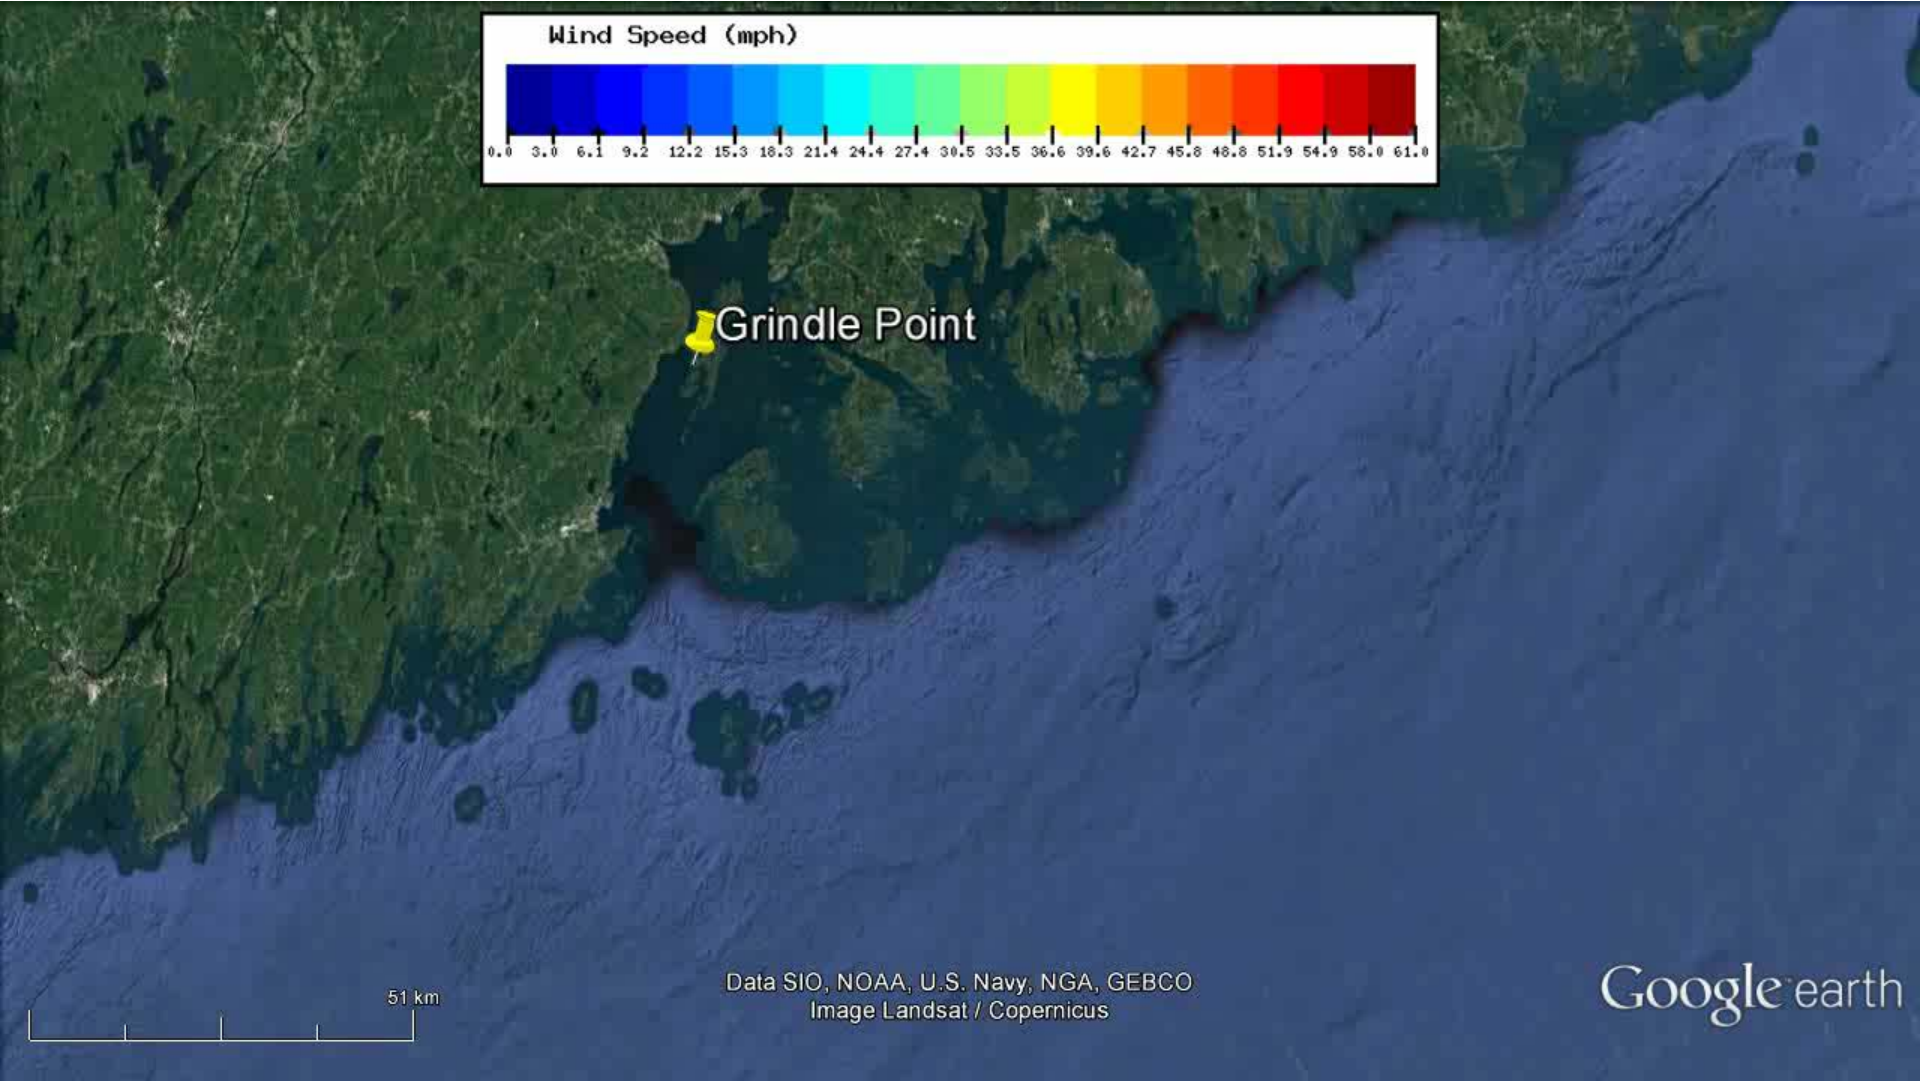 Wind Speed (mph)
0.0 3.0 6.1 9.2 12.2 15.3 18.3 21.4 24.4 27.4 30.5 33.5 36.6 39.6 42.7 45.8 48.8 51.9 54.9 58.0 61.0
Grindle Point
51 km
Data SIO, NOAA, U.S. Navy, NGA, GEBCO
Image Landsat / Copernicus
Google earth